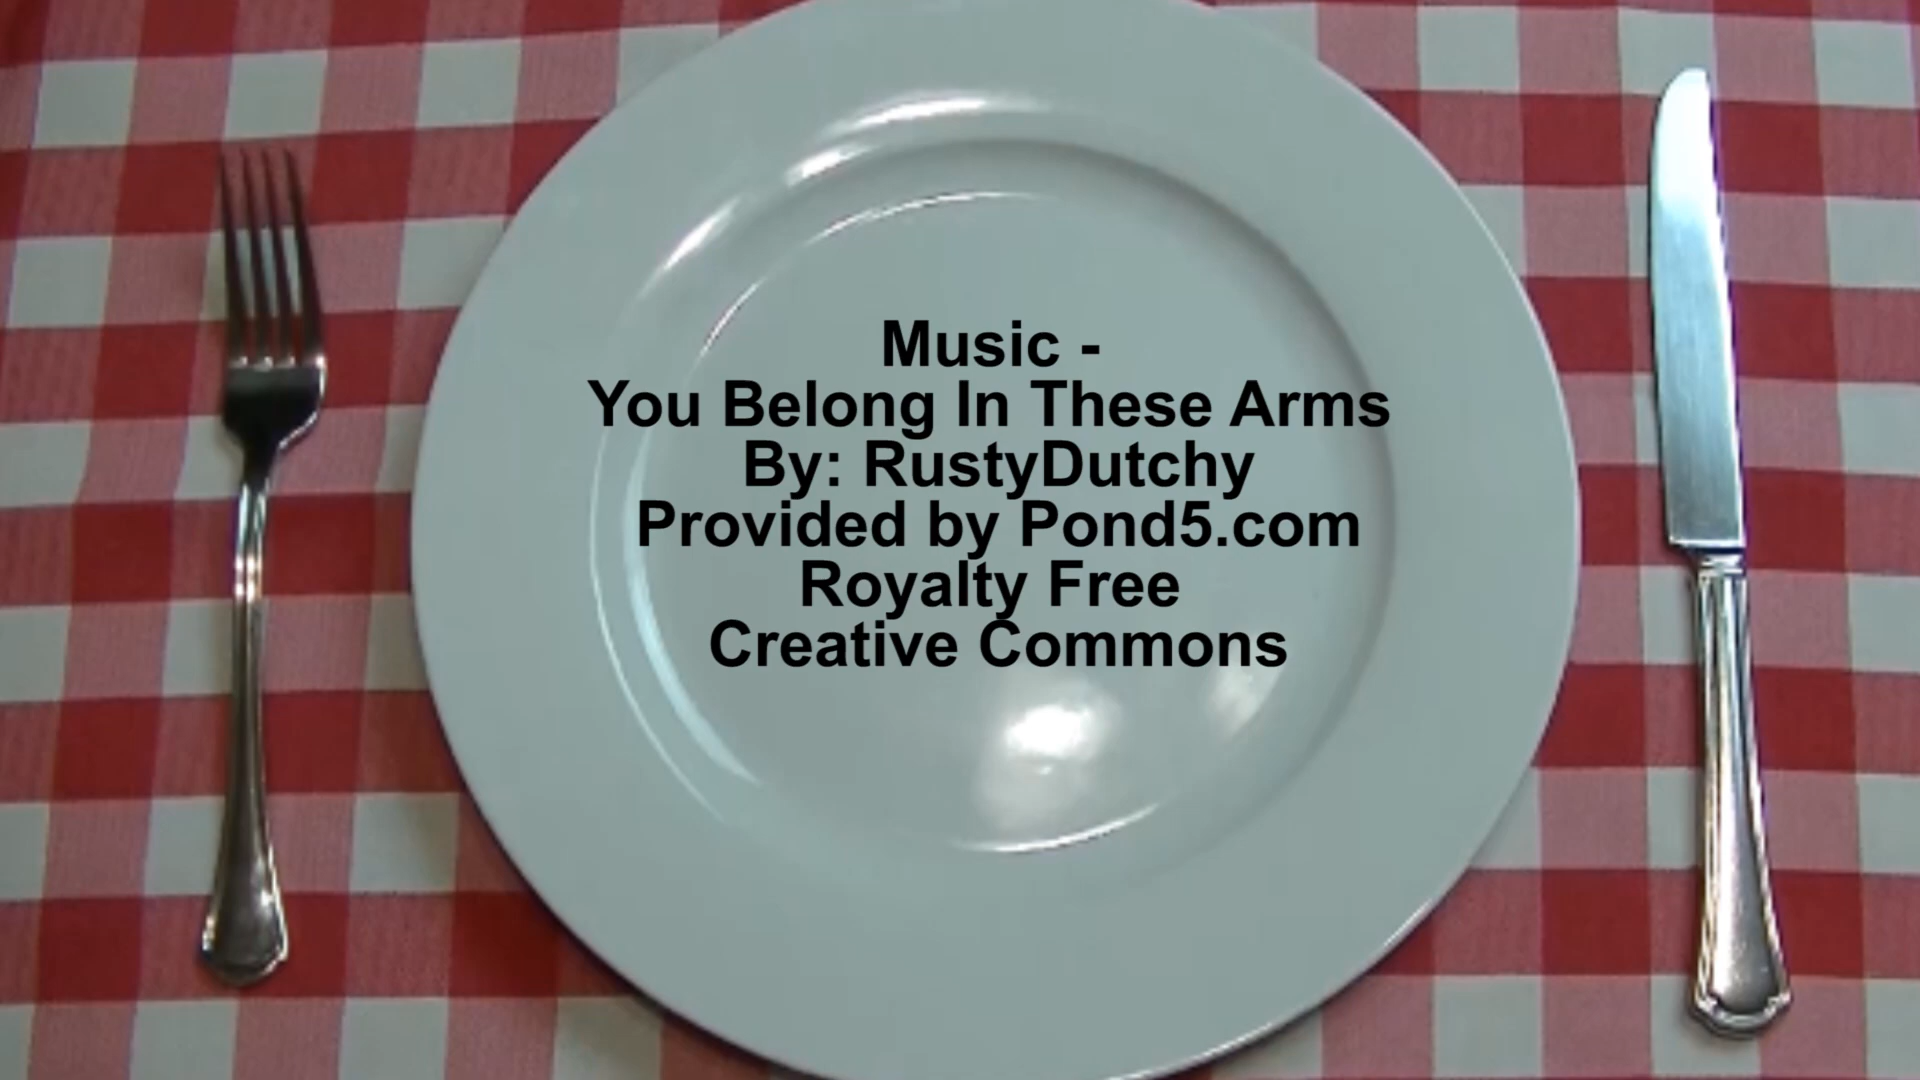 Music -
You Belong In These Arms
By: RustyDutchy
Provided by Pond5.com
Royalty Free
Creative Commons